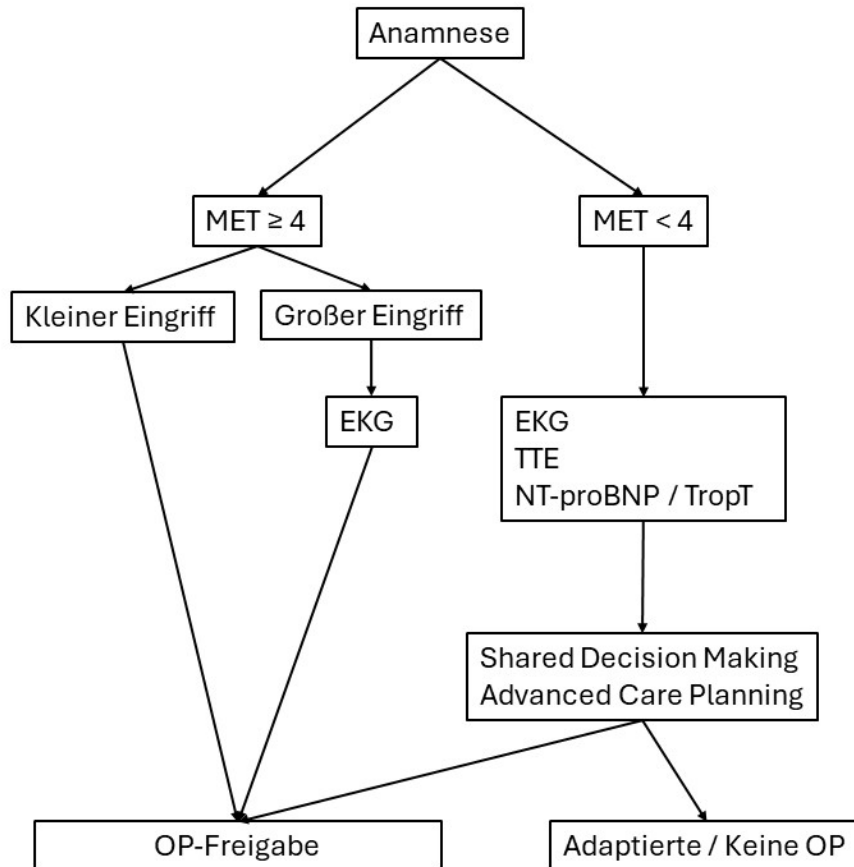 Anamnese
MET ≥ 4
MET < 4
Kleiner Eingriff
Großer Eingriff
EKG
EKG
TTE
NT-proBNP / TropT
Shared Decision Making
Advanced Care Planning
OP-Freigabe
Adaptierte / Keine OP